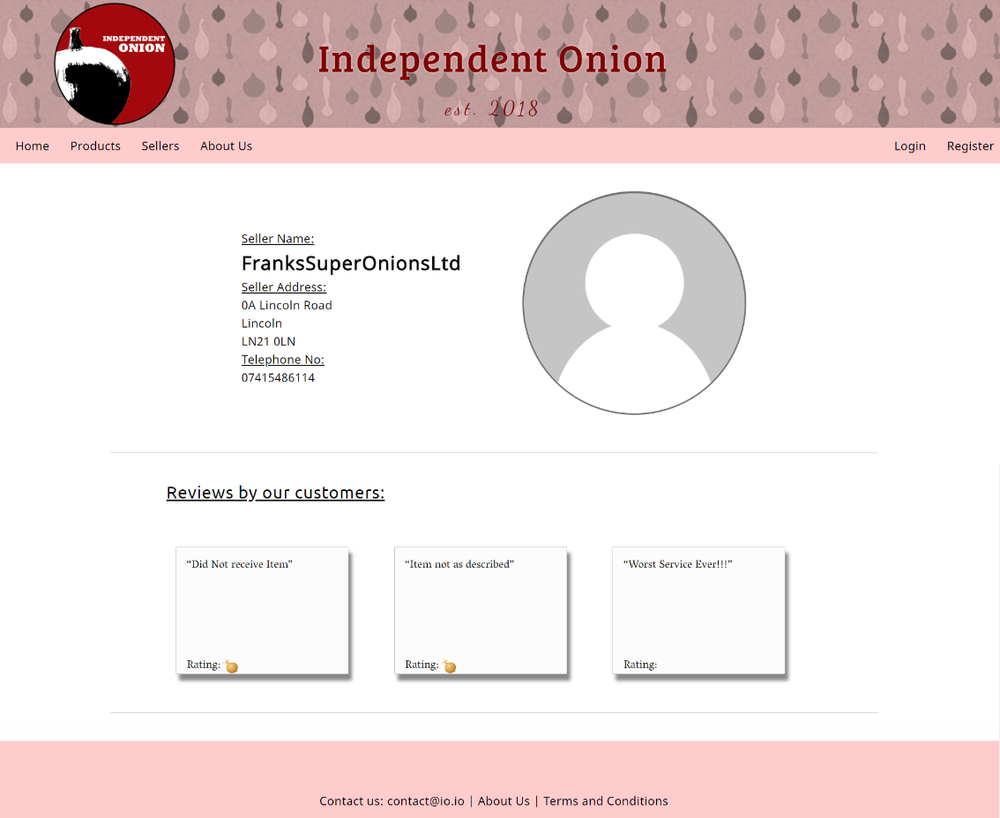 INDEPENDENT
ONION
Independent Onion
est. 2018
Home Products Sellers About Us Login Register
Seller Name:
FranksSuperOnionsLtd
Seller Address:
0A Lincoln Road
Lincoln
LN21 0LN
Telephone No:
07415486114
Reviews by our customers:
“Did Not receive Item”
Rating:
“Item not as described”
Rating:
“Worst Service Ever!!!”
Rating:
Contact us: contact@io.io | About Us | Terms and Conditions